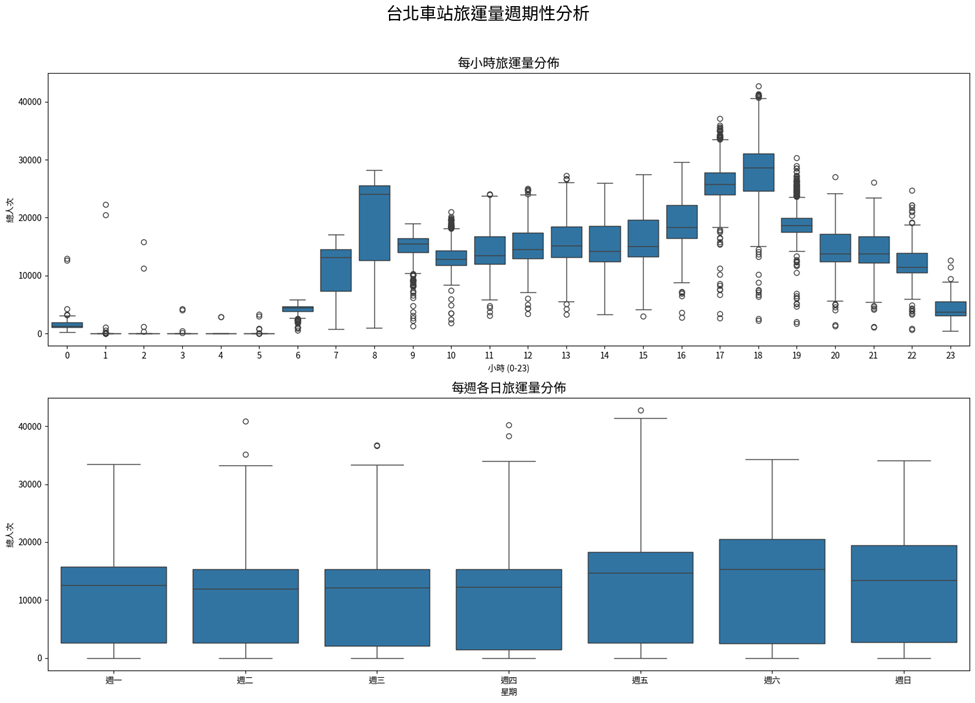 台北車站旅運量週期性分析
每小時旅運量分佈
總人次
40000
30000
20000
10000
0
0 1 2 3 4 5 6 7 8 9 10 11 12 13 14 15 16 17 18 19 20 21 22 23
小時 (0-23)
每週各日旅運量分佈
總人次
40000
30000
20000
10000
0
週一 週二 週三 週四 週五 週六 週日
星期